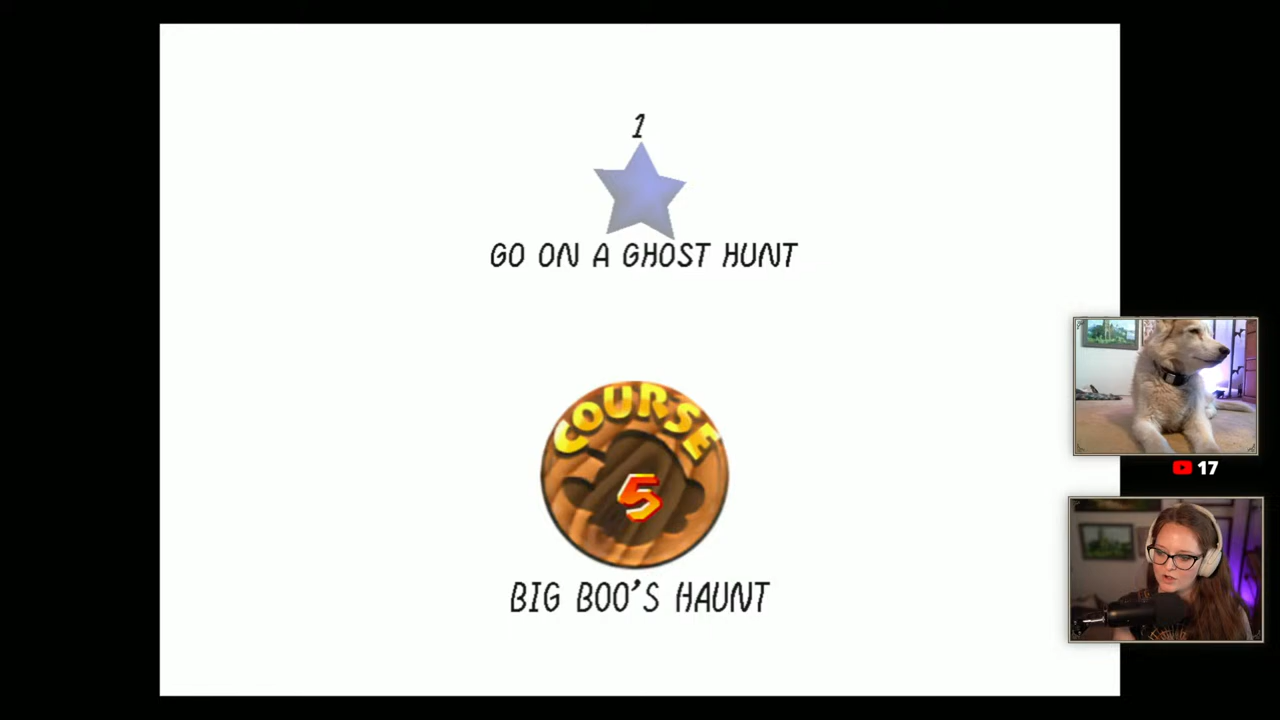 1
GO ON A GHOST HUNT
COURSE
5
BIG BOO'S HAUNT
17